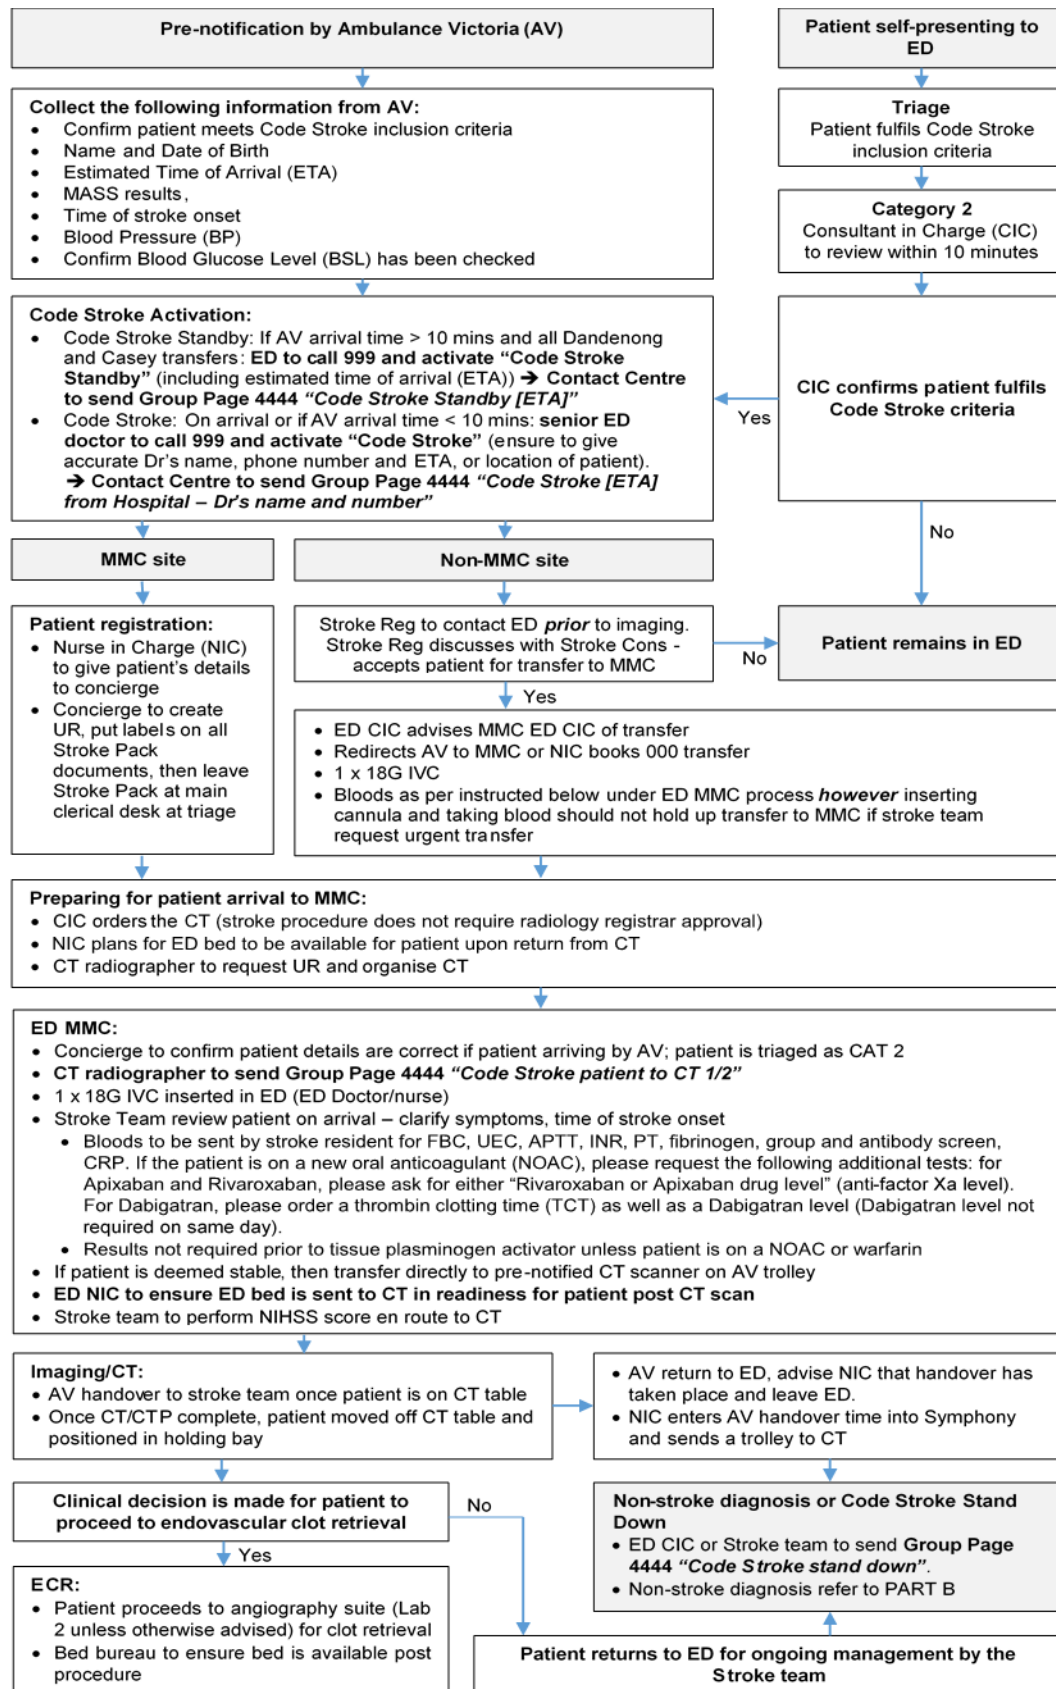 Pre-notification by Ambulance Victoria (AV)
Patient self-presenting to
ED
Collect the following information from AV:
• Confirm patient meets Code Stroke inclusion criteria
• Name and Date of Birth
• Estimated Time of Arrival (ETA)
• MASS results,
• Time of stroke onset
• Blood Pressure (BP)
• Confirm Blood Glucose Level (BSL) has been checked
Triage
Patient fulfils Code Stroke
inclusion criteria
Category 2
Consultant in Charge (CIC)
to review within 10 minutes
Code Stroke Activation:
• Code Stroke Standby: If AV arrival time > 10 mins and all Dandenong
and Casey transfers: ED to call 999 and activate “Code Stroke
Standby” (including estimated time of arrival (ETA)) ➔ Contact Centre
to send Group Page 4444 “Code Stroke Standby [ETA]”
• Code Stroke: On arrival or if AV arrival time < 10 mins: senior ED
doctor to call 999 and activate “Code Stroke” (ensure to give
accurate Dr’s name, phone number and ETA, or location of patient).
➔ Contact Centre to send Group Page 4444 “Code Stroke [ETA]
from Hospital – Dr’s name and number”
Yes
CIC confirms patient fulfils
Code Stroke criteria
No
MMC site
Non-MMC site
Patient registration:
• Nurse in Charge (NIC)
to give patient’s details
to concierge
• Concierge to create
UR, put labels on all
Stroke Pack
documents, then leave
Stroke Pack at main
clerical desk at triage
Stroke Reg to contact ED prior to imaging.
Stroke Reg discusses with Stroke Cons -
accepts patient for transfer to MMC
No
Patient remains in ED
Yes
• ED CIC advises MMC ED CIC of transfer
• Redirects AV to MMC or NIC books 000 transfer
• 1 x 18G IVC
• Bloods as per instructed below under ED MMC process however inserting
cannula and taking blood should not hold up transfer to MMC if stroke team
request urgent transfer
Preparing for patient arrival to MMC:
• CIC orders the CT (stroke procedure does not require radiology registrar approval)
• NIC plans for ED bed to be available for patient upon return from CT
• CT radiographer to request UR and organise CT
ED MMC:
• Concierge to confirm patient details are correct if patient arriving by AV; patient is triaged as CAT 2
• CT radiographer to send Group Page 4444 “Code Stroke patient to CT 1/2”
• 1 x 18G IVC inserted in ED (ED Doctor/nurse)
• Stroke Team review patient on arrival – clarify symptoms, time of stroke onset
• Bloods to be sent by stroke resident for FBC, UEC, APTT, INR, PT, fibrinogen, group and antibody screen,
CRP. If the patient is on a new oral anticoagulant (NOAC), please request the following additional tests: for
Apixaban and Rivaroxaban, please ask for either “Rivaroxaban or Apixaban drug level” (anti-factor Xa level).
For Dabigatran, please order a thrombin clotting time (TCT) as well as a Dabigatran level (Dabigatran level not
required on same day).
• Results not required prior to tissue plasminogen activator unless patient is on a NOAC or warfarin
• If patient is deemed stable, then transfer directly to pre-notified CT scanner on AV trolley
• ED NIC to ensure ED bed is sent to CT in readiness for patient post CT scan
• Stroke team to perform NIHSS score en route to CT
Imaging/CT:
• AV handover to stroke team once patient is on CT table
• Once CT/CTP complete, patient moved off CT table and
positioned in holding bay
• AV return to ED, advise NIC that handover has
taken place and leave ED.
• NIC enters AV handover time into Symphony
and sends a trolley to CT
Clinical decision is made for patient to
proceed to endovascular clot retrieval
No
Yes
Non-stroke diagnosis or Code Stroke Stand
Down
• ED CIC or Stroke team to send Group Page
4444 “Code Stroke stand down”.
• Non-stroke diagnosis refer to PART B
ECR:
• Patient proceeds to angiography suite (Lab
2 unless otherwise advised) for clot retrieval
• Bed bureau to ensure bed is available post
procedure
Patient returns to ED for ongoing management by the
Stroke team